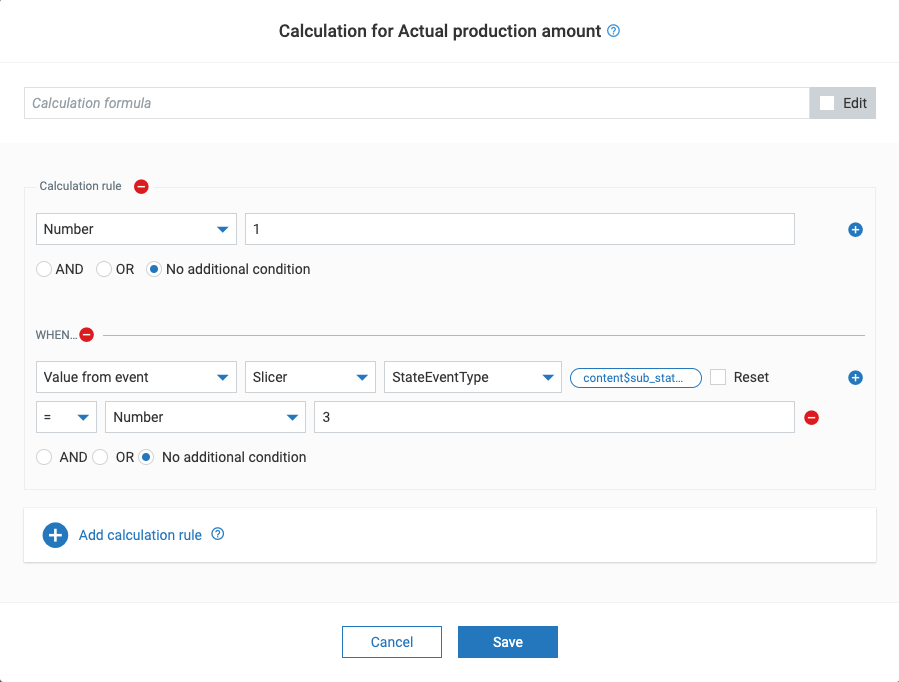 Calculation for Actual production amount ?
Calculation formula Edit
Calculation rule
Number 1
AND OR No additional condition
WHEN...
Value from event Slicer StateEventType content$sub_stat... Reset
= Number 3
AND OR No additional condition
Add calculation rule ?
Cancel Save